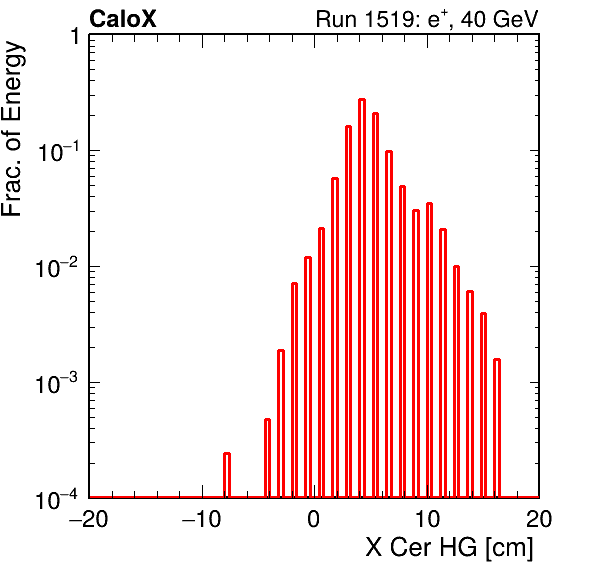 CaloX
Run 1519: e⁺, 40 GeV
Frac. of Energy
1
10⁻¹
10⁻²
10⁻³
10⁻⁴
−20
−10
0
10
20
X Cer HG [cm]